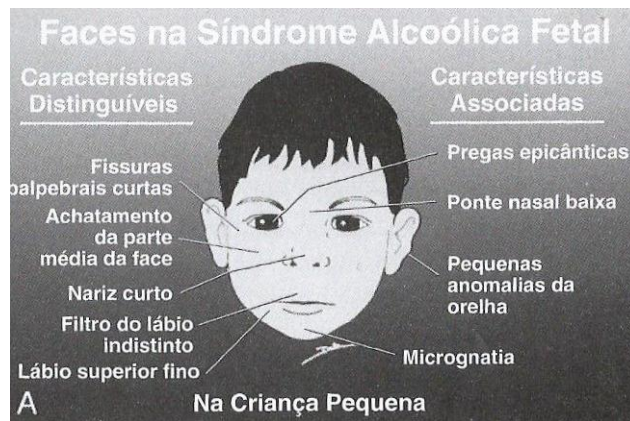 Faces na Síndrome Alcoólica Fetal
Características
Distinguíveis
Fissuras
palpebrais curtas
Achatamento
da parte
média da face
Nariz curto
Filtro do lábio
indistinto
Lábio superior fino
Características
Associadas
Pregas epicânticas
Ponte nasal baixa
Pequenas
anomalias da
orelha
Micrognatia
A
Na Criança Pequena